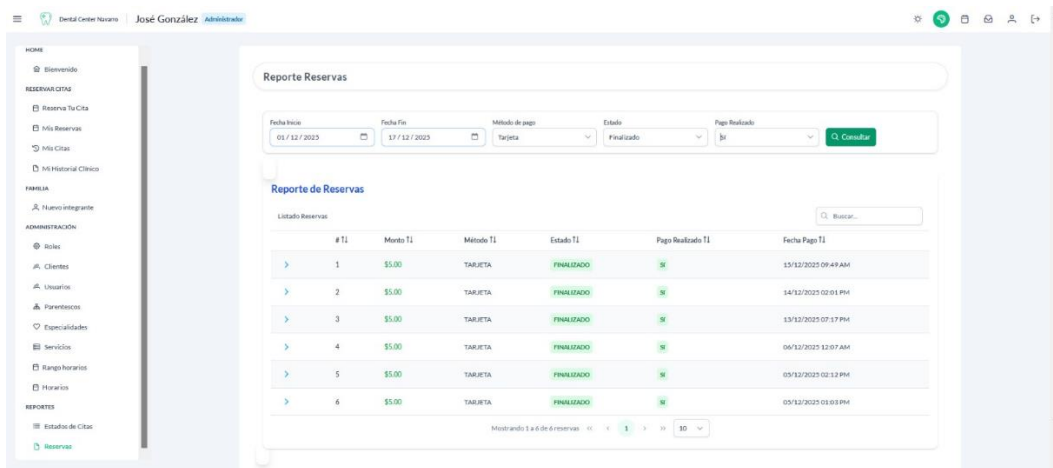 Dental Center Navarro José González Administrador
HOME
Bienvenido
RESERVAR CITAS
Reserva Tu Cita
Mis Reservas
Mis Citas
Mi Historial Clínico
FAMILIA
Nuevo integrante
ADMINISTRACIÓN
Roles
Clientes
Usuarios
Parentescos
Especialidades
Servicios
Rango horarios
Horarios
REPORTES
Estados de Citas
Reservas
Reporte Reservas
Fecha Inicio Fecha Fin Método de pago Estado Pago Realizado
01/12/2025 17/12/2025 Tarjeta Finalizado Sí Consultar
Reporte de Reservas
Listado Reservas Buscar...
# Monto Método Estado Pago Realizado Fecha Pago
1 $5.00 TARJETA FINALIZADO SÍ 15/12/2025 09:49 AM
2 $5.00 TARJETA FINALIZADO SÍ 14/12/2025 02:01 PM
3 $5.00 TARJETA FINALIZADO SÍ 13/12/2025 07:17 PM
4 $5.00 TARJETA FINALIZADO SÍ 06/12/2025 12:07 AM
5 $5.00 TARJETA FINALIZADO SÍ 05/12/2025 02:12 PM
6 $5.00 TARJETA FINALIZADO SÍ 05/12/2025 01:03 PM
Mostrando 1 a 6 de 6 reservas 1 10